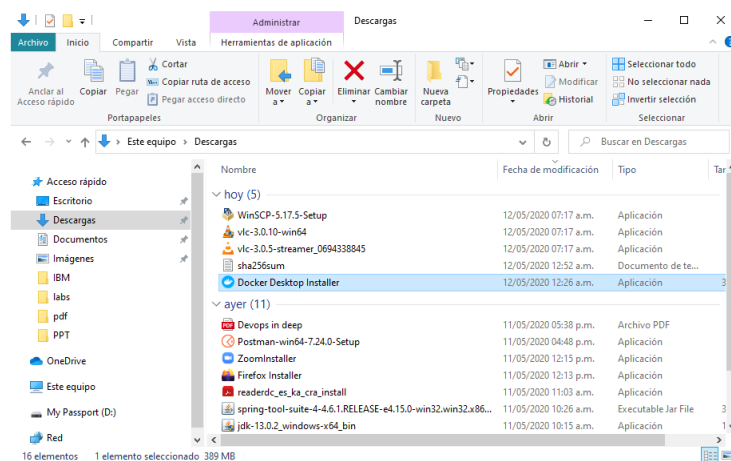 Administrar
Descargas
Archivo Inicio Compartir Vista Herramientas de aplicación
Anclar al Acceso rápido
Copiar
Pegar
Cortar
Copiar ruta de acceso
Pegar acceso directo
Mover a
Copiar a
Eliminar
Cambiar nombre
Nueva carpeta
Propiedades
Abrir
Modificar
Historial
Seleccionar todo
No seleccionar nada
Invertir selección
Portapapeles Organizar Nuevo Abrir Seleccionar
Este equipo > Descargas
Buscar en Descargas
Acceso rápido
Escritorio
Descargas
Documentos
Imágenes
IBM
labs
pdf
PPT
OneDrive
Este equipo
My Passport (D:)
Red
Nombre Fecha de modificación Tipo
hoy (5)
WinSCP-5.17.5-Setup 12/05/2020 07:17 a.m. Aplicación
vlc-3.0.10-win64 12/05/2020 07:17 a.m. Aplicación
vlc-3.0.5-streamer_0694338845 12/05/2020 07:17 a.m. Aplicación
sha256sum 12/05/2020 12:52 a.m. Documento de te...
Docker Desktop Installer 12/05/2020 12:26 a.m. Aplicación 3
ayer (11)
Devops in deep 11/05/2020 05:38 p.m. Archivo PDF
Postman-win64-7.24.0-Setup 11/05/2020 04:48 p.m. Aplicación
ZoomInstaller 11/05/2020 12:15 p.m. Aplicación
Firefox Installer 11/05/2020 12:13 p.m. Aplicación
readerdc_es_ka_cra_install 11/05/2020 11:03 a.m. Aplicación
spring-tool-suite-4-4.6.1.RELEASE-e4.15.0-win32.win32.x86... 11/05/2020 10:26 a.m. Executable Jar File 3
jdk-13.0.2_windows-x64_bin 11/05/2020 10:15 a.m. Aplicación
16 elementos 1 elemento seleccionado 389 MB